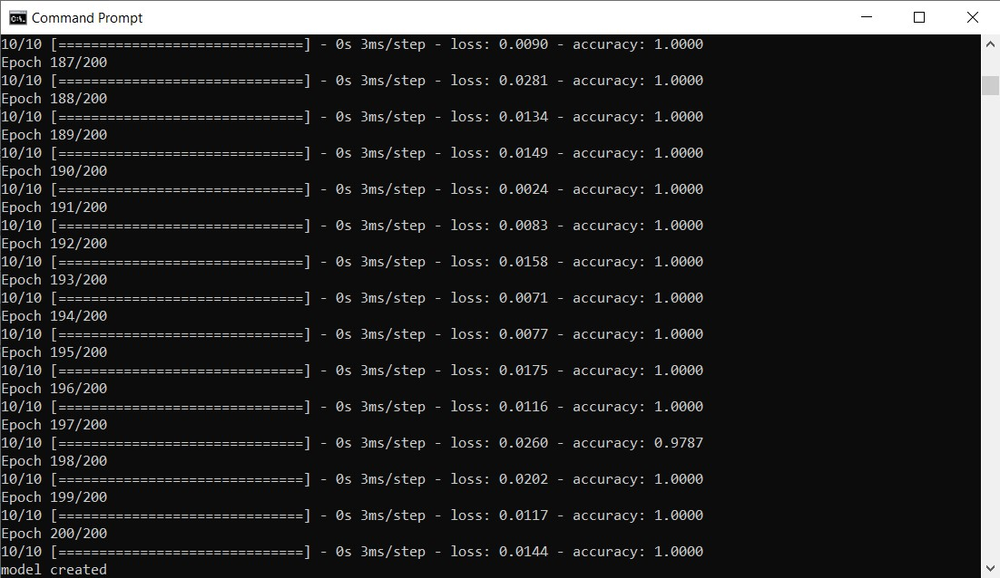 Command Prompt
10/10 [==============================] - 0s 3ms/step - loss: 0.0090 - accuracy: 1.0000
Epoch 187/200
10/10 [==============================] - 0s 3ms/step - loss: 0.0281 - accuracy: 1.0000
Epoch 188/200
10/10 [==============================] - 0s 3ms/step - loss: 0.0134 - accuracy: 1.0000
Epoch 189/200
10/10 [==============================] - 0s 3ms/step - loss: 0.0149 - accuracy: 1.0000
Epoch 190/200
10/10 [==============================] - 0s 3ms/step - loss: 0.0024 - accuracy: 1.0000
Epoch 191/200
10/10 [==============================] - 0s 3ms/step - loss: 0.0083 - accuracy: 1.0000
Epoch 192/200
10/10 [==============================] - 0s 3ms/step - loss: 0.0158 - accuracy: 1.0000
Epoch 193/200
10/10 [==============================] - 0s 3ms/step - loss: 0.0071 - accuracy: 1.0000
Epoch 194/200
10/10 [==============================] - 0s 3ms/step - loss: 0.0077 - accuracy: 1.0000
Epoch 195/200
10/10 [==============================] - 0s 3ms/step - loss: 0.0175 - accuracy: 1.0000
Epoch 196/200
10/10 [==============================] - 0s 3ms/step - loss: 0.0116 - accuracy: 1.0000
Epoch 197/200
10/10 [==============================] - 0s 3ms/step - loss: 0.0260 - accuracy: 0.9787
Epoch 198/200
10/10 [==============================] - 0s 3ms/step - loss: 0.0202 - accuracy: 1.0000
Epoch 199/200
10/10 [==============================] - 0s 3ms/step - loss: 0.0117 - accuracy: 1.0000
Epoch 200/200
10/10 [==============================] - 0s 3ms/step - loss: 0.0144 - accuracy: 1.0000
model created